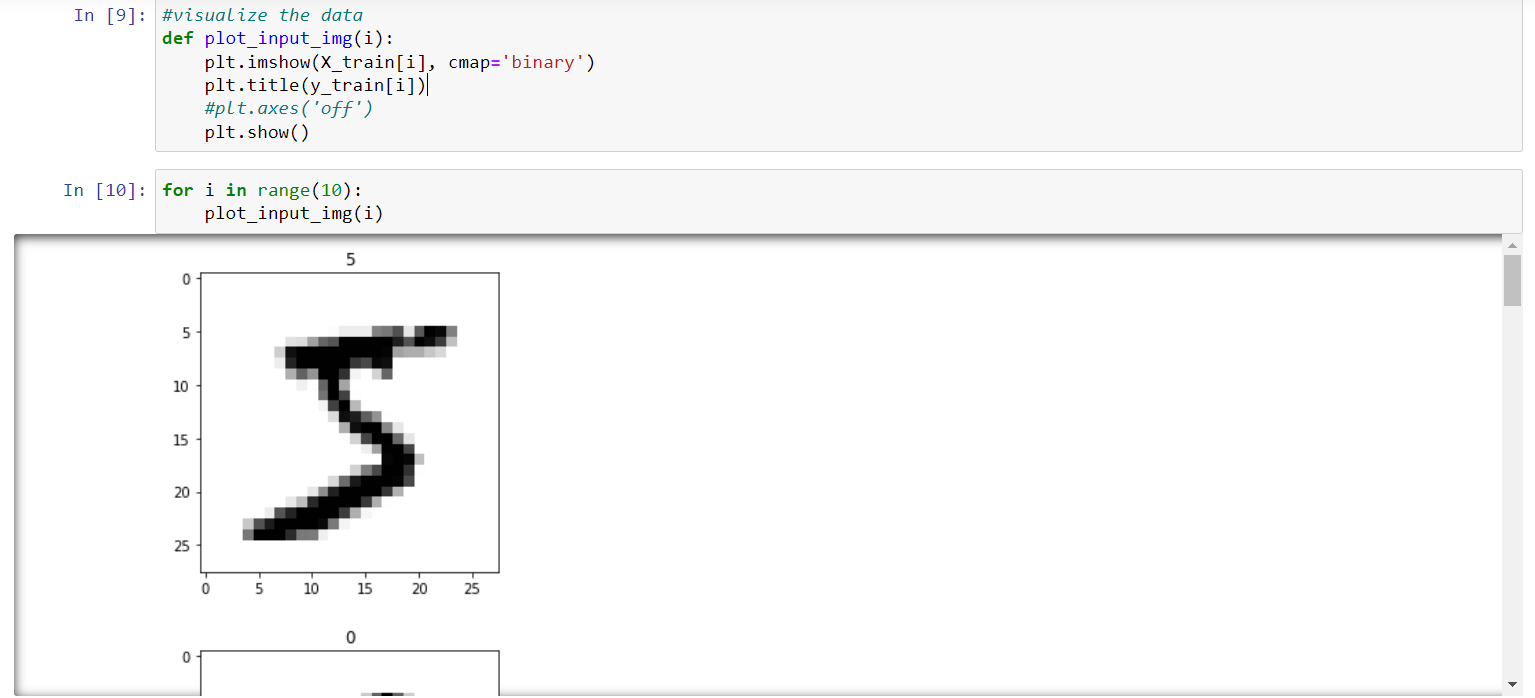 In [9]: #visualize the data
def plot_input_img(i):
    plt.imshow(X_train[i], cmap='binary')
    plt.title(y_train[i])
    #plt.axes('off')
    plt.show()
In [10]: for i in range(10):
    plot_input_img(i)
5
0
5
10
15
20
25
0 5 10 15 20 25
0
0